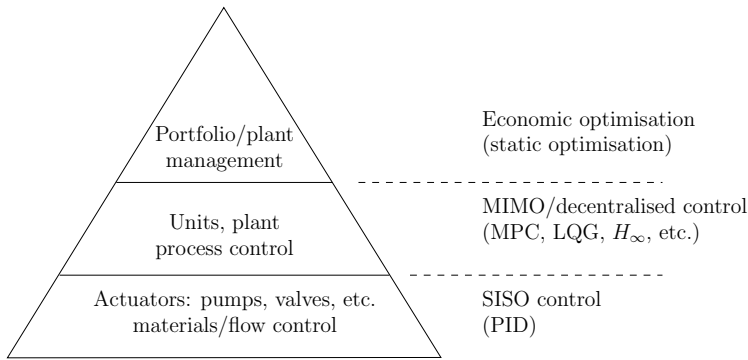 Portfolio/plant
management
Economic optimisation
(static optimisation)
Units, plant
process control
MIMO/decentralised control
(MPC, LQG, H∞, etc.)
Actuators: pumps, valves, etc.
materials/flow control
SISO control
(PID)